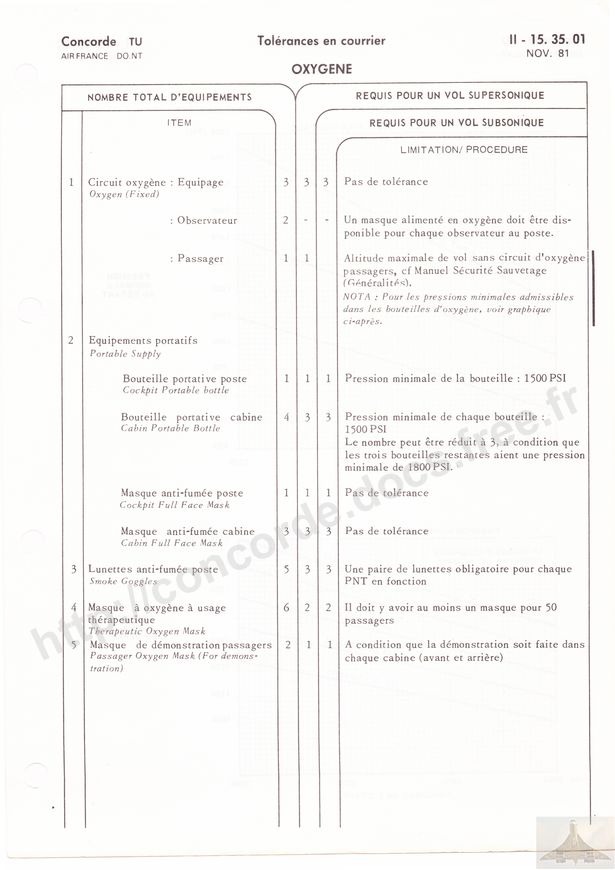 Concorde TU
Tolérances en courrier
II - 15. 35. 01
AIR FRANCE DO.NT
NOV. 81
OXYGENE
NOMBRE TOTAL D'EQUIPEMENTS
REQUIS POUR UN VOL SUPERSONIQUE
ITEM
REQUIS POUR UN VOL SUBSONIQUE
LIMITATION/ PROCEDURE
1 Circuit oxygène : Equipage 3 3 3 Pas de tolérance
Oxygen (Fixed)
: Observateur 2 - - Un masque alimenté en oxygène doit être dis-
ponible pour chaque observateur au poste.
: Passager 1 1 Altitude maximale de vol sans circuit d'oxygène
passagers, cf Manuel Sécurité Sauvetage
(Généralités).
NOTA : Pour les pressions minimales admissibles
dans les bouteilles d'oxygène, voir graphique
ci-après.
2 Equipements portatifs
Portable Supply
Bouteille portative poste 1 1 1 Pression minimale de la bouteille : 1500 PSI
Cockpit Portable bottle
Bouteille portative cabine 4 3 3 Pression minimale de chaque bouteille :
Cabin Portable Bottle
1500 PSI
Le nombre peut être réduit à 3, à condition que
les trois bouteilles restantes aient une pression
minimale de 1800 PSI.
Masque anti-fumée poste 1 1 1 Pas de tolérance
Cockpit Full Face Mask
Masque anti-fumée cabine 3 3 3 Pas de tolérance
Cabin Full Face Mask
3 Lunettes anti-fumée poste 5 3 3 Une paire de lunettes obligatoire pour chaque
Smoke Goggles
PNT en fonction
4 Masque à oxygène à usage 6 2 2 Il doit y avoir au moins un masque pour 50
thérapeutique
passagers
Therapeutic Oxygen Mask
5 Masque de démonstration passagers 2 1 1 A condition que la démonstration soit faite dans
Passager Oxygen Mask (For demons-
chaque cabine (avant et arrière)
tration)
http://concorde.docs.free.fr